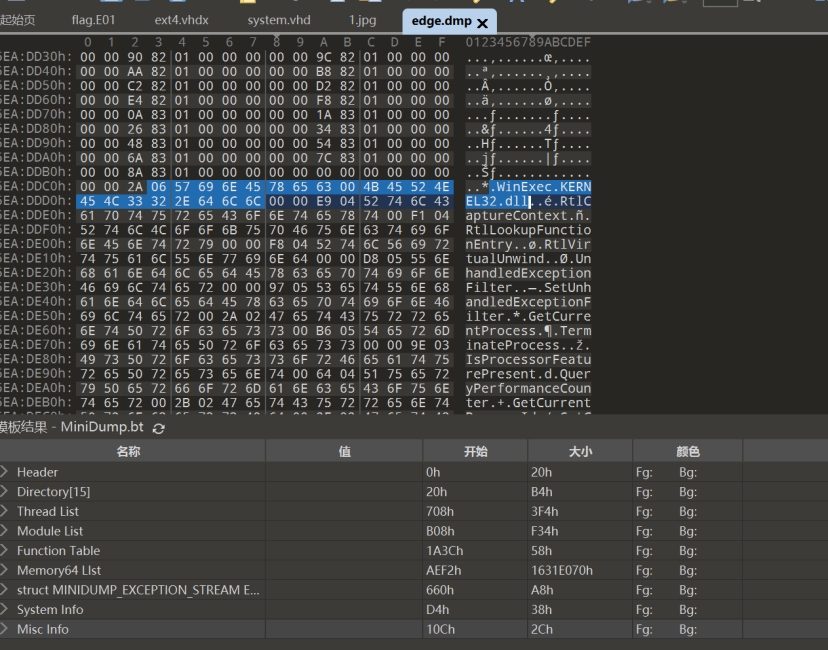 起始页 flag.E01 ext4.vhdx system.vhd 1.jpg edge.dmp
0 1 2 3 4 5 6 7 8 9 A B C D E F 0123456789ABCDEF
5EA:DD30h: 00 00 90 82 01 00 00 00 00 00 9C 82 01 00 00 00 ...‚......œ‚....
5EA:DD40h: 00 00 AA 82 01 00 00 00 00 00 B8 82 01 00 00 00
5EA:DD50h: 00 00 C2 82 01 00 00 00 00 00 D2 82 01 00 00 00
5EA:DD60h: 00 00 E4 82 01 00 00 00 00 00 F8 82 01 00 00 00 ..ä‚......ø‚....
5EA:DD70h: 00 00 0A 83 01 00 00 00 00 00 1A 83 01 00 00 00 ...ƒ.......ƒ....
5EA:DD80h: 00 00 26 83 01 00 00 00 00 00 34 83 01 00 00 00 ..&ƒ......4ƒ....
5EA:DD90h: 00 00 48 83 01 00 00 00 00 00 54 83 01 00 00 00 ..Hƒ......Tƒ....
5EA:DDA0h: 00 00 6A 83 01 00 00 00 00 00 7C 83 01 00 00 00 ..jƒ......|ƒ....
5EA:DDB0h: 00 00 8A 83 01 00 00 00 00 00 00 00 00 00 00 00 ..Šƒ............
5EA:DDC0h: 00 00 2A 06 57 69 6E 45 78 65 63 00 4B 45 52 4E ..*.WinExec.KERN
5EA:DDD0h: 45 4C 33 32 2E 64 6C 6C 00 00 E9 04 52 74 6C 43 EL32.dll..é.RtlC
5EA:DDE0h: 61 70 74 75 72 65 43 6F 6E 74 65 78 74 00 F1 04 aptureContext.ñ.
5EA:DDF0h: 52 74 6C 4C 6F 6F 6B 75 70 46 75 6E 63 74 69 6F RtlLookupFunctio
5EA:DE00h: 6E 45 6E 74 72 79 00 00 F8 04 52 74 6C 56 69 72 nEntry..ø.RtlVir
5EA:DE10h: 74 75 61 6C 55 6E 77 69 6E 64 00 00 D8 05 55 6E tualUnwind..Ø.Un
5EA:DE20h: 68 61 6E 64 6C 65 64 45 78 63 65 70 74 69 6F 6E handledException
5EA:DE30h: 46 69 6C 74 65 72 00 00 97 05 53 65 74 55 6E 68 Filter..—.SetUnh
5EA:DE40h: 61 6E 64 6C 65 64 45 78 63 65 70 74 69 6F 6E 46 andledExceptionF
5EA:DE50h: 69 6C 74 65 72 00 2A 02 47 65 74 43 75 72 72 65 ilter.*.GetCurre
5EA:DE60h: 6E 74 50 72 6F 63 65 73 73 00 B6 05 54 65 72 6D ntProcess.¶.Term
5EA:DE70h: 69 6E 61 74 65 50 72 6F 63 65 73 73 00 00 9E 03 inateProcess..ž.
5EA:DE80h: 49 73 50 72 6F 63 65 73 73 6F 72 46 65 61 74 75 IsProcessorFeatu
5EA:DE90h: 72 65 50 72 65 73 65 6E 74 00 64 04 51 75 65 72 rePresent.d.Quer
5EA:DEA0h: 79 50 65 72 66 6F 72 6D 61 6E 63 65 43 6F 75 6E yPerformanceCoun
5EA:DEB0h: 74 65 72 00 2B 02 47 65 74 43 75 72 72 65 6E 74 ter.+.GetCurrent
模板结果 - MiniDump.bt
名称 值 开始 大小 颜色
Header 0h 20h Fg: Bg:
Directory[15] 20h B4h Fg: Bg:
Thread List 708h 3F4h Fg: Bg:
Module List B08h F34h Fg: Bg:
Function Table 1A3Ch 58h Fg: Bg:
Memory64 LIst AEF2h 1631E070h Fg: Bg:
struct MINIDUMP_EXCEPTION_STREAM E... 660h A8h Fg: Bg:
System Info D4h 38h Fg: Bg:
Misc Info 10Ch 2Ch Fg: Bg: